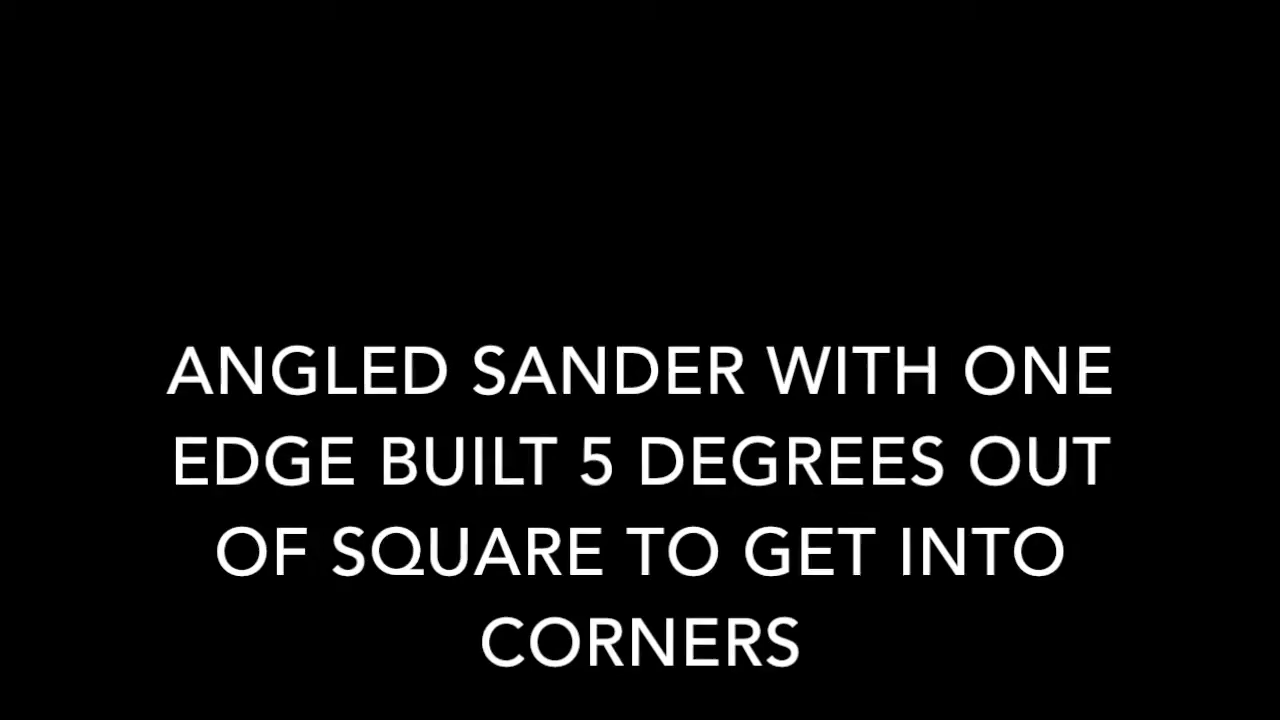 ANGLED SANDER WITH ONE
EDGE BUILT 5 DEGREES OUT
OF SQUARE TO GET INTO
CORNERS